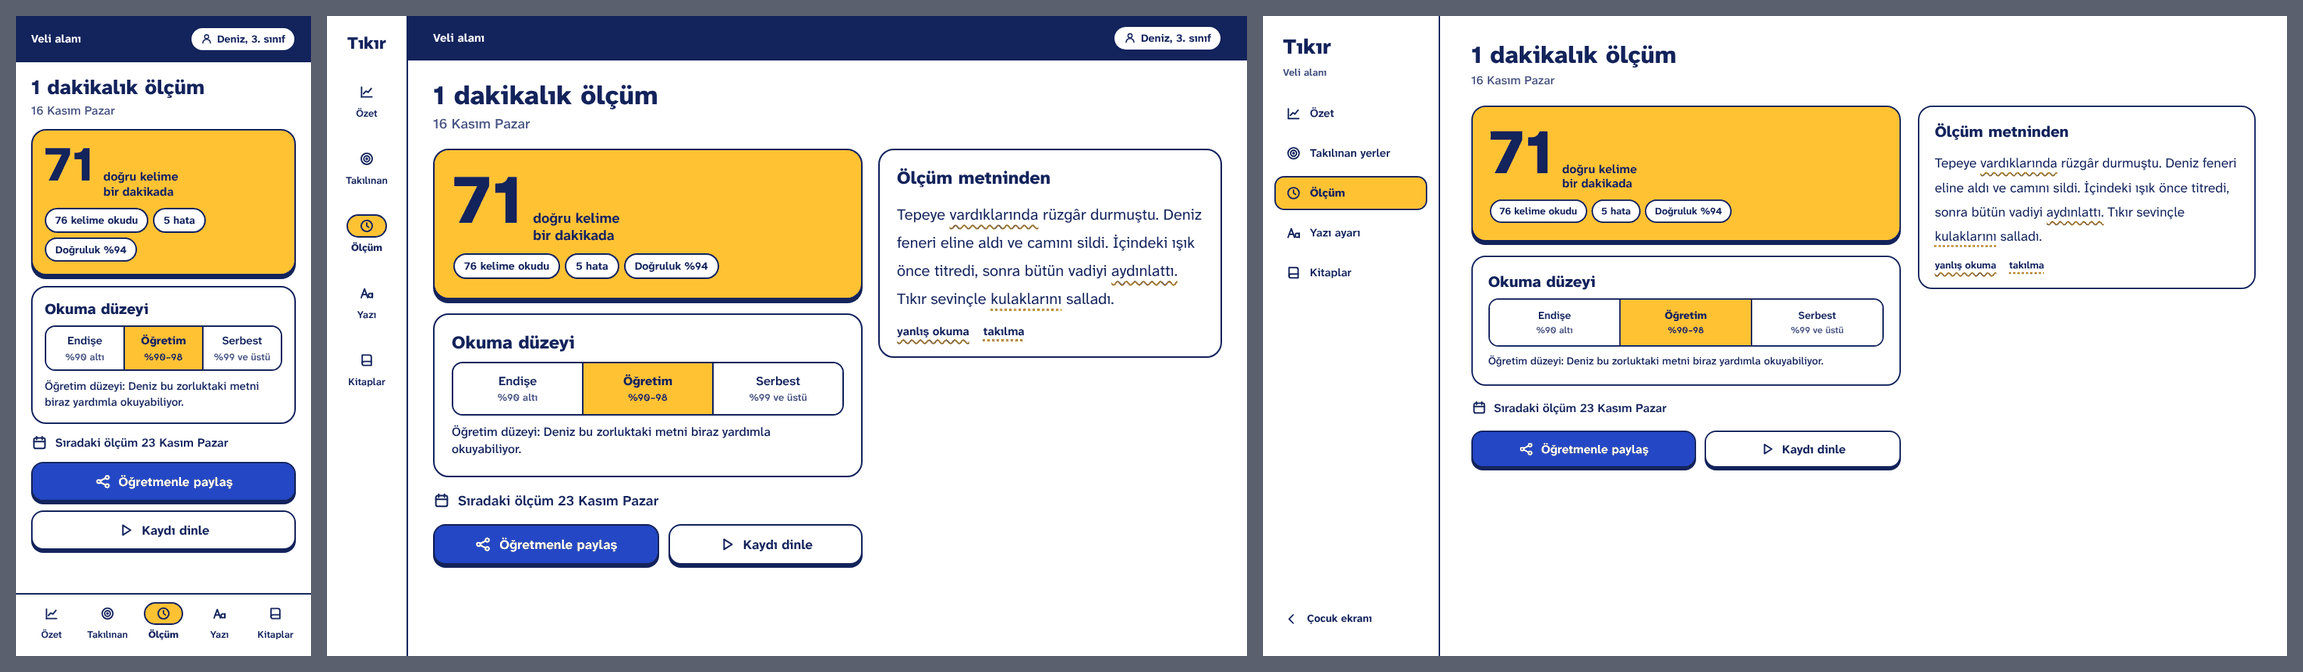 Veli alanı
Deniz, 3. sınıf
1 dakikalık ölçüm
16 Kasım Pazar
71 doğru kelime
bir dakikada
76 kelime okudu
5 hata
Doğruluk %94
Okuma düzeyi
Endişe
%90 altı
Öğretim
%90–98
Serbest
%99 ve üstü
Öğretim düzeyi: Deniz bu zorluktaki metni
biraz yardımla okuyabiliyor.
Sıradaki ölçüm 23 Kasım Pazar
Öğretmenle paylaş
Kaydı dinle
Özet
Takılınan
Ölçüm
Yazı
Kitaplar
Tıkır
Özet
Takılınan
Ölçüm
Yazı
Kitaplar
Veli alanı
Deniz, 3. sınıf
1 dakikalık ölçüm
16 Kasım Pazar
71 doğru kelime
bir dakikada
76 kelime okudu
5 hata
Doğruluk %94
Okuma düzeyi
Endişe
%90 altı
Öğretim
%90–98
Serbest
%99 ve üstü
Öğretim düzeyi: Deniz bu zorluktaki metni biraz yardımla
okuyabiliyor.
Sıradaki ölçüm 23 Kasım Pazar
Öğretmenle paylaş
Kaydı dinle
Ölçüm metninden
Tepeye vardıklarında rüzgâr durmuştu. Deniz
feneri eline aldı ve camını sildi. İçindeki ışık
önce titredi, sonra bütün vadiyi aydınlattı.
Tıkır sevinçle kulaklarını salladı.
yanlış okuma
takılma
Tıkır
Veli alanı
Özet
Takılınan yerler
Ölçüm
Yazı ayarı
Kitaplar
Çocuk ekranı
1 dakikalık ölçüm
16 Kasım Pazar
71 doğru kelime
bir dakikada
76 kelime okudu
5 hata
Doğruluk %94
Okuma düzeyi
Endişe
%90 altı
Öğretim
%90–98
Serbest
%99 ve üstü
Öğretim düzeyi: Deniz bu zorluktaki metni biraz yardımla okuyabiliyor.
Sıradaki ölçüm 23 Kasım Pazar
Öğretmenle paylaş
Kaydı dinle
Ölçüm metninden
Tepeye vardıklarında rüzgâr durmuştu. Deniz feneri
eline aldı ve camını sildi. İçindeki ışık önce titredi,
sonra bütün vadiyi aydınlattı. Tıkır sevinçle
kulaklarını salladı.
yanlış okuma
takılma